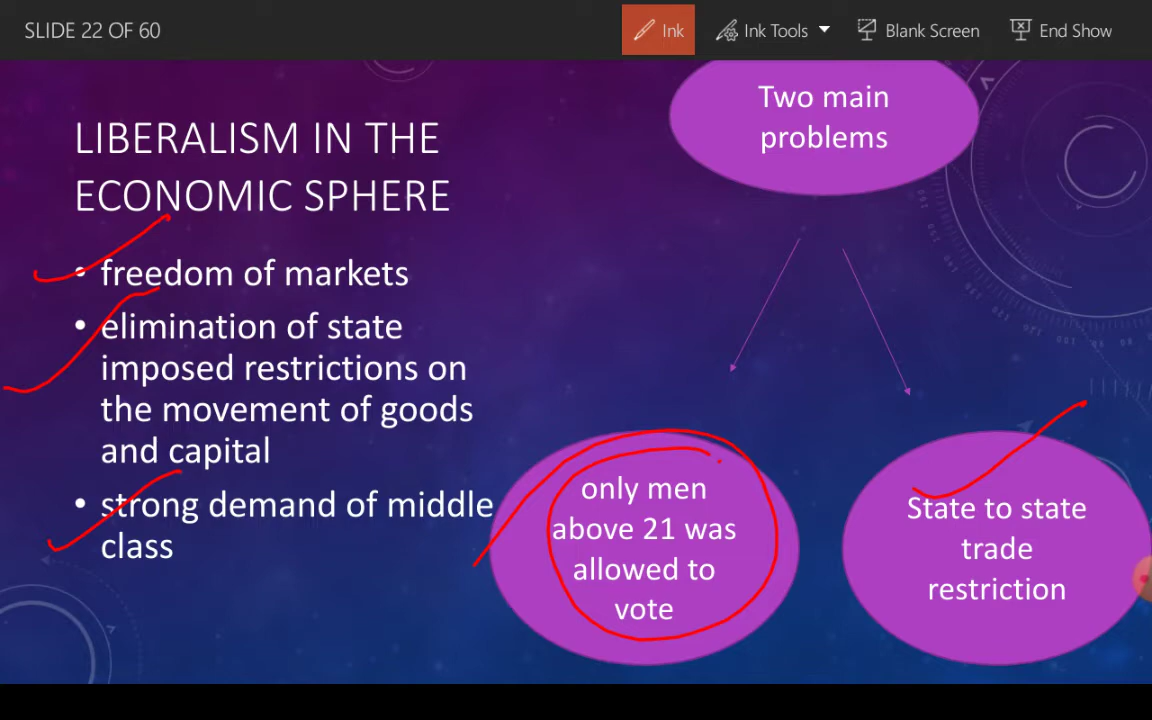 SLIDE 22 OF 60
Ink
Ink Tools
Blank Screen
End Show
LIBERALISM IN THE
ECONOMIC SPHERE
• freedom of markets
• elimination of state
imposed restrictions on
the movement of goods
and capital
• strong demand of middle
class
Two main
problems
only men
above 21 was
allowed to
vote
State to state
trade
restriction